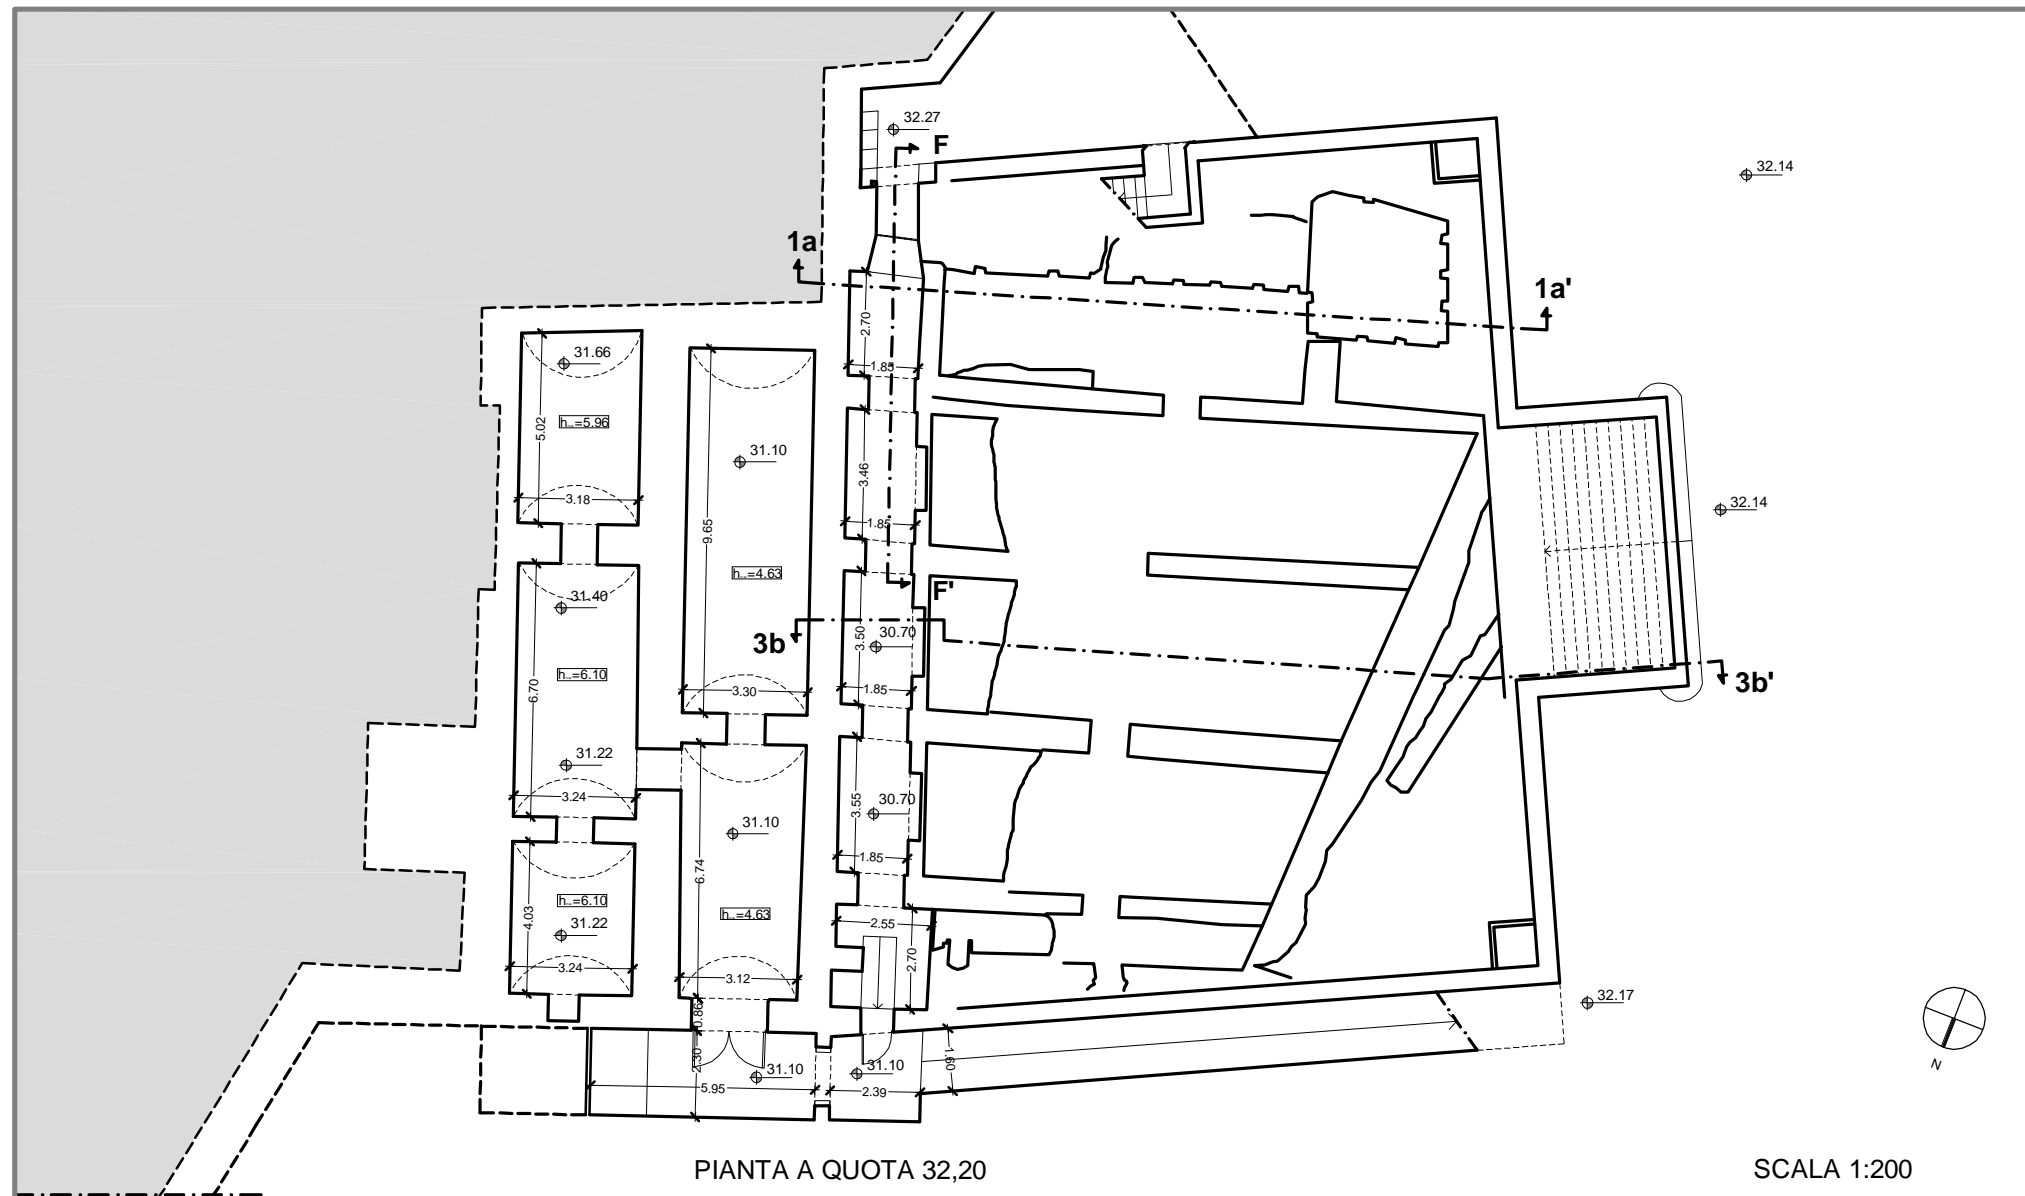 32.27
F
32.14
1a
1a'
2.70
1.85
31.66
h =5.96
5.02
3.18
31.10
9.65
h =4.63
3.30
3.46
1.85
32.14
F'
3b
3b'
30.70
3.50
1.85
31.40
h =6.10
6.70
31.22
3.24
30.70
3.55
1.85
31.10
6.74
h =4.63
3.12
h =6.10
4.03
31.22
3.24
2.55
2.70
32.17
0.86
2.30
31.10
5.95
31.10
2.39
1.60
N
PIANTA A QUOTA 32,20
SCALA 1:200